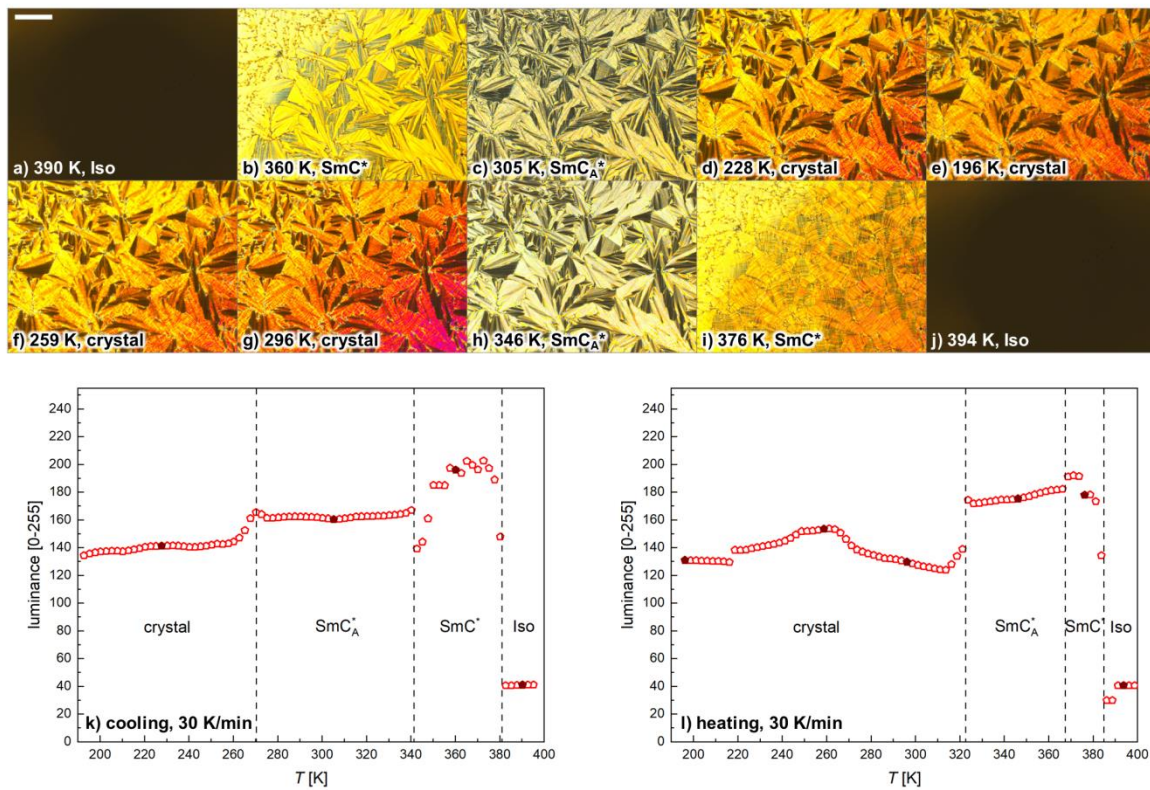 a) 390 K, Iso
b) 360 K, SmC*
c) 305 K, SmC_A*
d) 228 K, crystal
e) 196 K, crystal
f) 259 K, crystal
g) 296 K, crystal
h) 346 K, SmC_A*
i) 376 K, SmC*
j) 394 K, Iso
luminance [0-255]
240
220
200
180
160
140
120
100
80
60
40
20
0
crystal
SmC_A*
SmC*
Iso
k) cooling, 30 K/min
200 220 240 260 280 300 320 340 360 380 400
T [K]
luminance [0-255]
240
220
200
180
160
140
120
100
80
60
40
20
0
crystal
SmC_A*
SmC*
Iso
l) heating, 30 K/min
200 220 240 260 280 300 320 340 360 380 400
T [K]